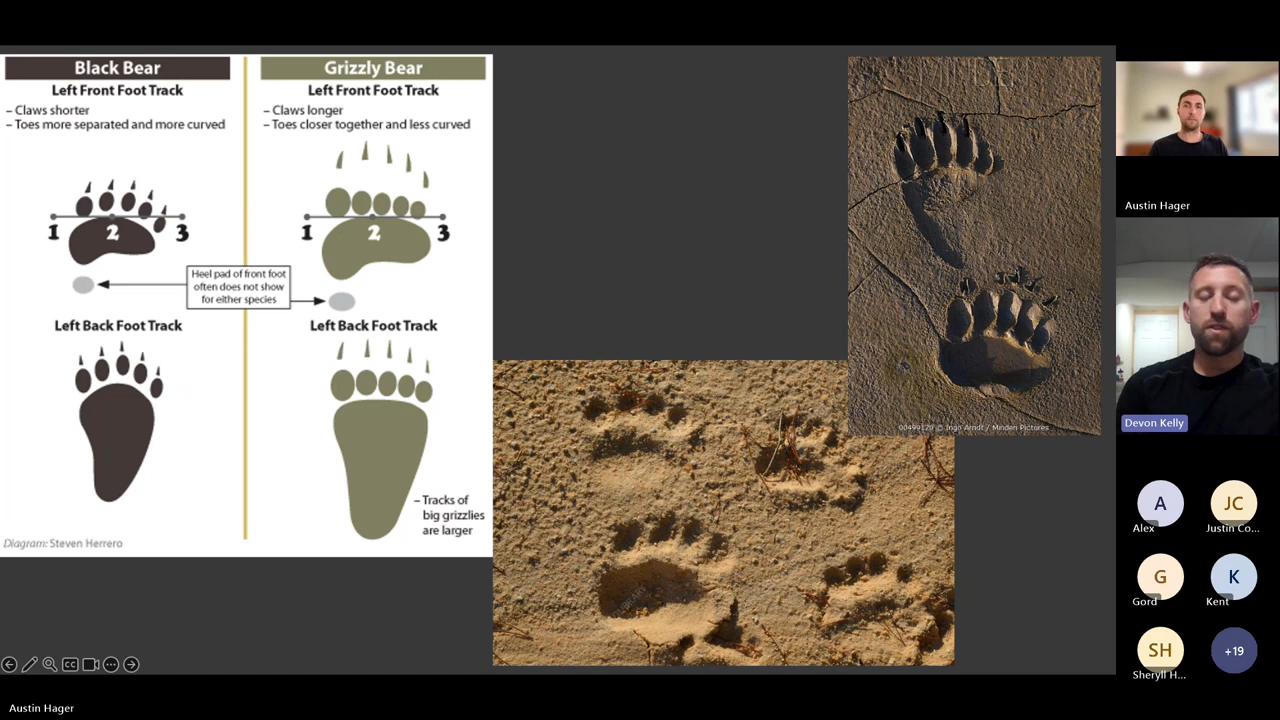 Black Bear
Left Front Foot Track
– Claws shorter
– Toes more separated and more curved
1 2 3
Left Back Foot Track
Grizzly Bear
Left Front Foot Track
– Claws longer
– Toes closer together and less curved
1 2 3
Heel pad of front foot
often does not show
for either species
Left Back Foot Track
– Tracks of
big grizzlies
are larger
Diagram: Steven Herrero
00499120 © Ingo Arndt / Minden Pictures
CC
Austin Hager
Devon Kelly
A
Alex
JC
Justin Co...
G
Gord
K
Kent
SH
Sheryll H...
+19
Austin Hager